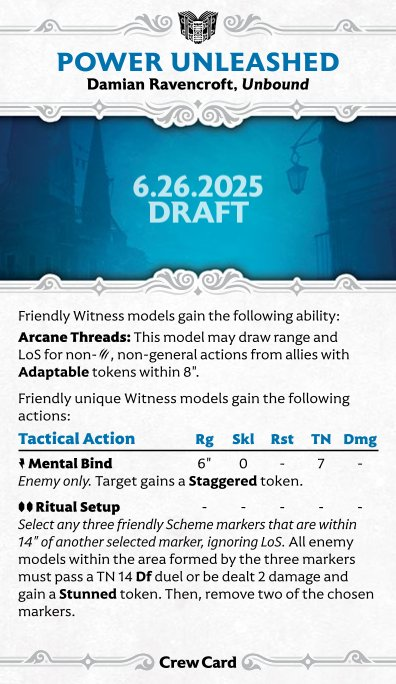 POWER UNLEASHED
Damian Ravencroft, Unbound
6.26.2025
DRAFT
Friendly Witness models gain the following ability:
Arcane Threads: This model may draw range and
LoS for non- , non-general actions from allies with
Adaptable tokens within 8".
Friendly unique Witness models gain the following
actions:
Tactical Action Rg Skl Rst TN Dmg
Mental Bind 6" 0 - 7 -
Enemy only. Target gains a Staggered token.
Ritual Setup - - - - -
Select any three friendly Scheme markers that are within
14" of another selected marker, ignoring LoS. All enemy
models within the area formed by the three markers
must pass a TN 14 Df duel or be dealt 2 damage and
gain a Stunned token. Then, remove two of the chosen
markers.
Crew Card